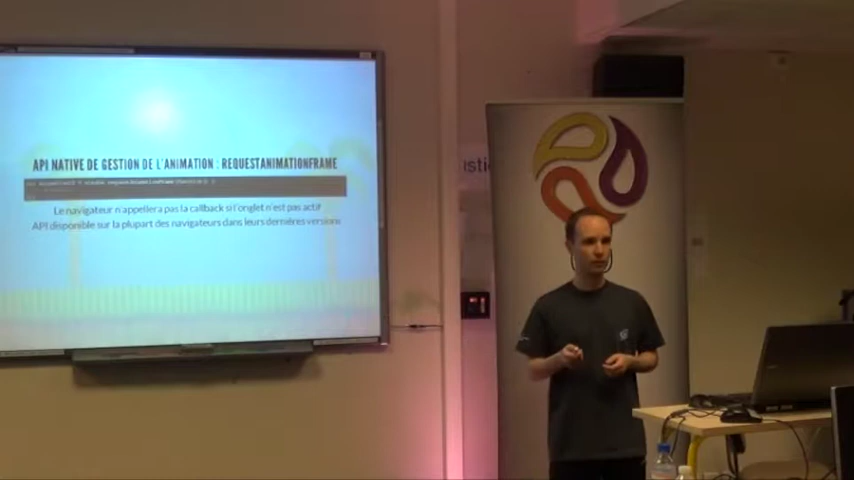 API NATIVE DE GESTION DE L'ANIMATION : REQUESTANIMATIONFRAME
Le navigateur n'appellera pas la callback si l'onglet n'est pas actif
API disponible sur la plupart des navigateurs dans leurs dernières versions